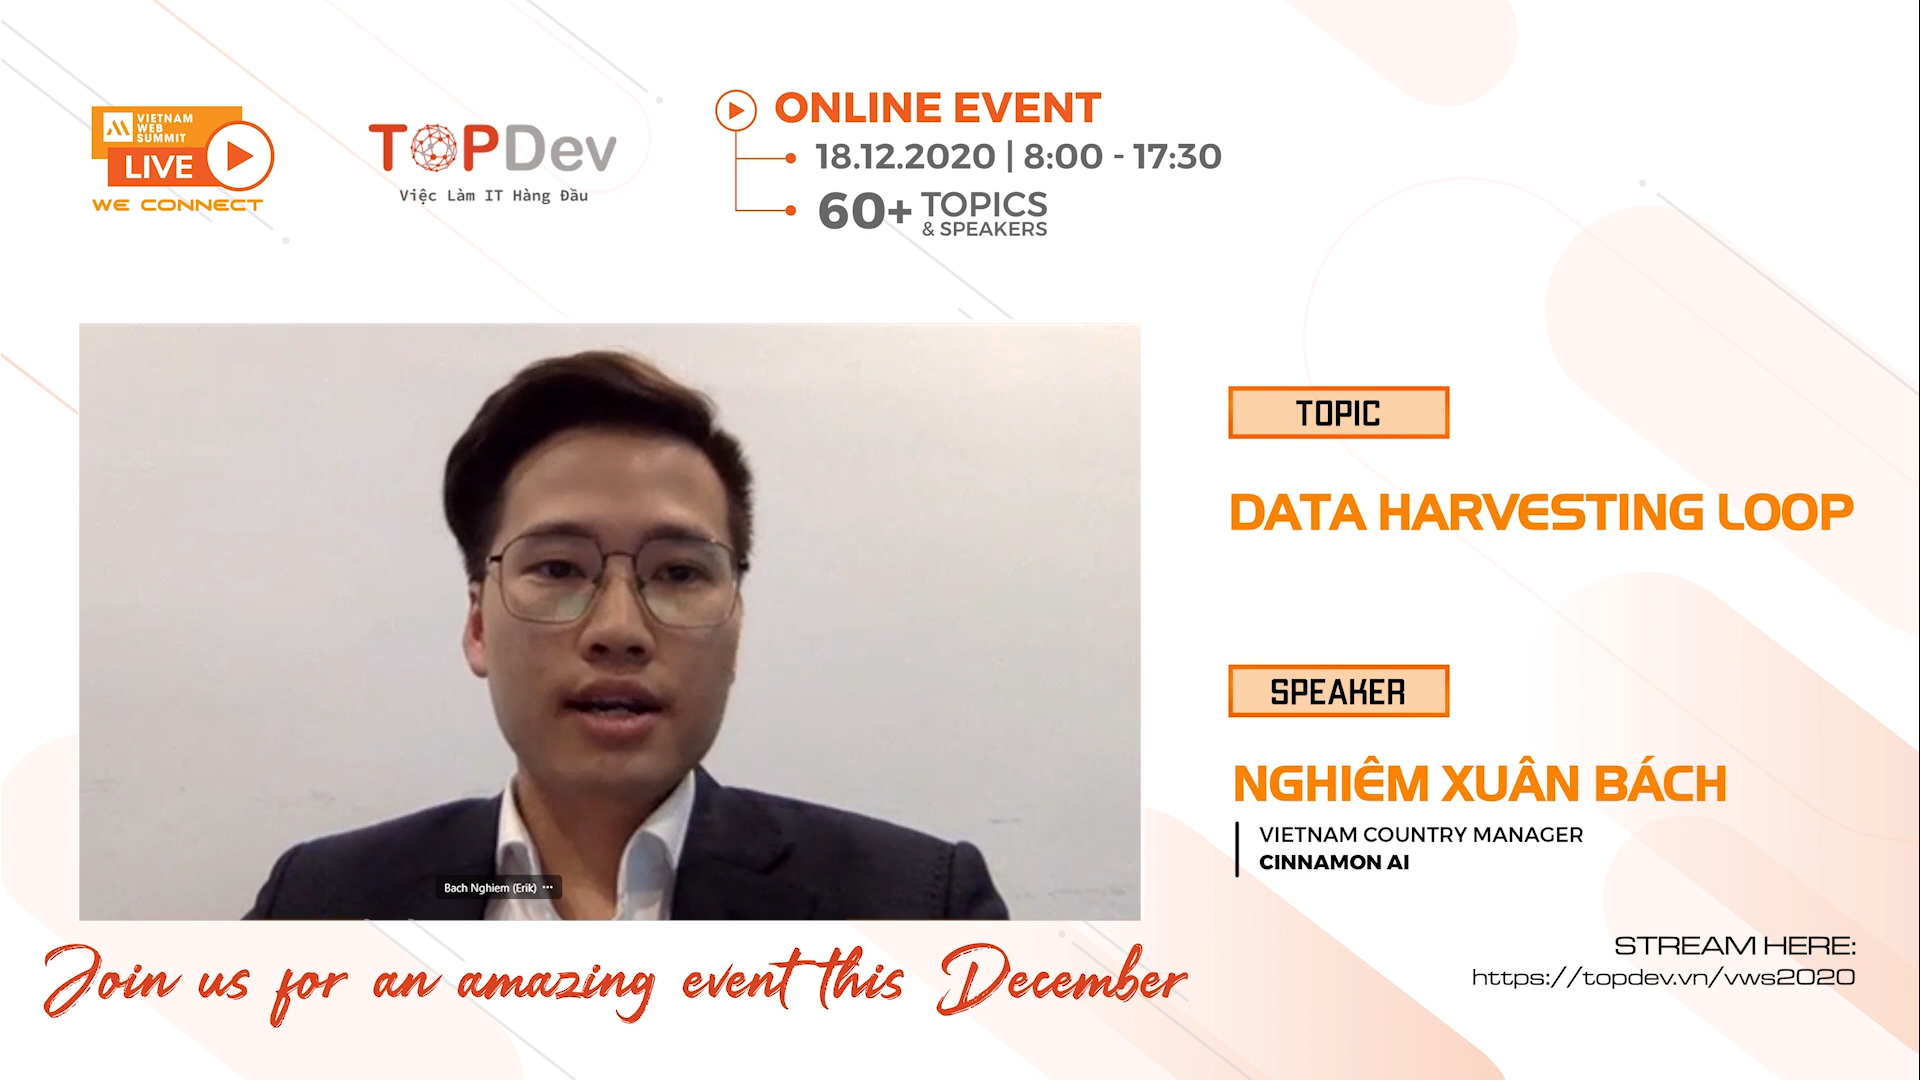 VIETNAM
WEB
SUMMIT
LIVE
WE CONNECT
TOPDev
Việc Làm IT Hàng Đầu
ONLINE EVENT
18.12.2020 | 8:00 - 17:30
60+ TOPICS
& SPEAKERS
TOPIC
DATA HARVESTING LOOP
SPEAKER
NGHIÊM XUÂN BÁCH
VIETNAM COUNTRY MANAGER
CINNAMON AI
Bach Nghiem (Erik) ···
Join us for an amazing event this December
STREAM HERE:
https://topdev.vn/vws2020